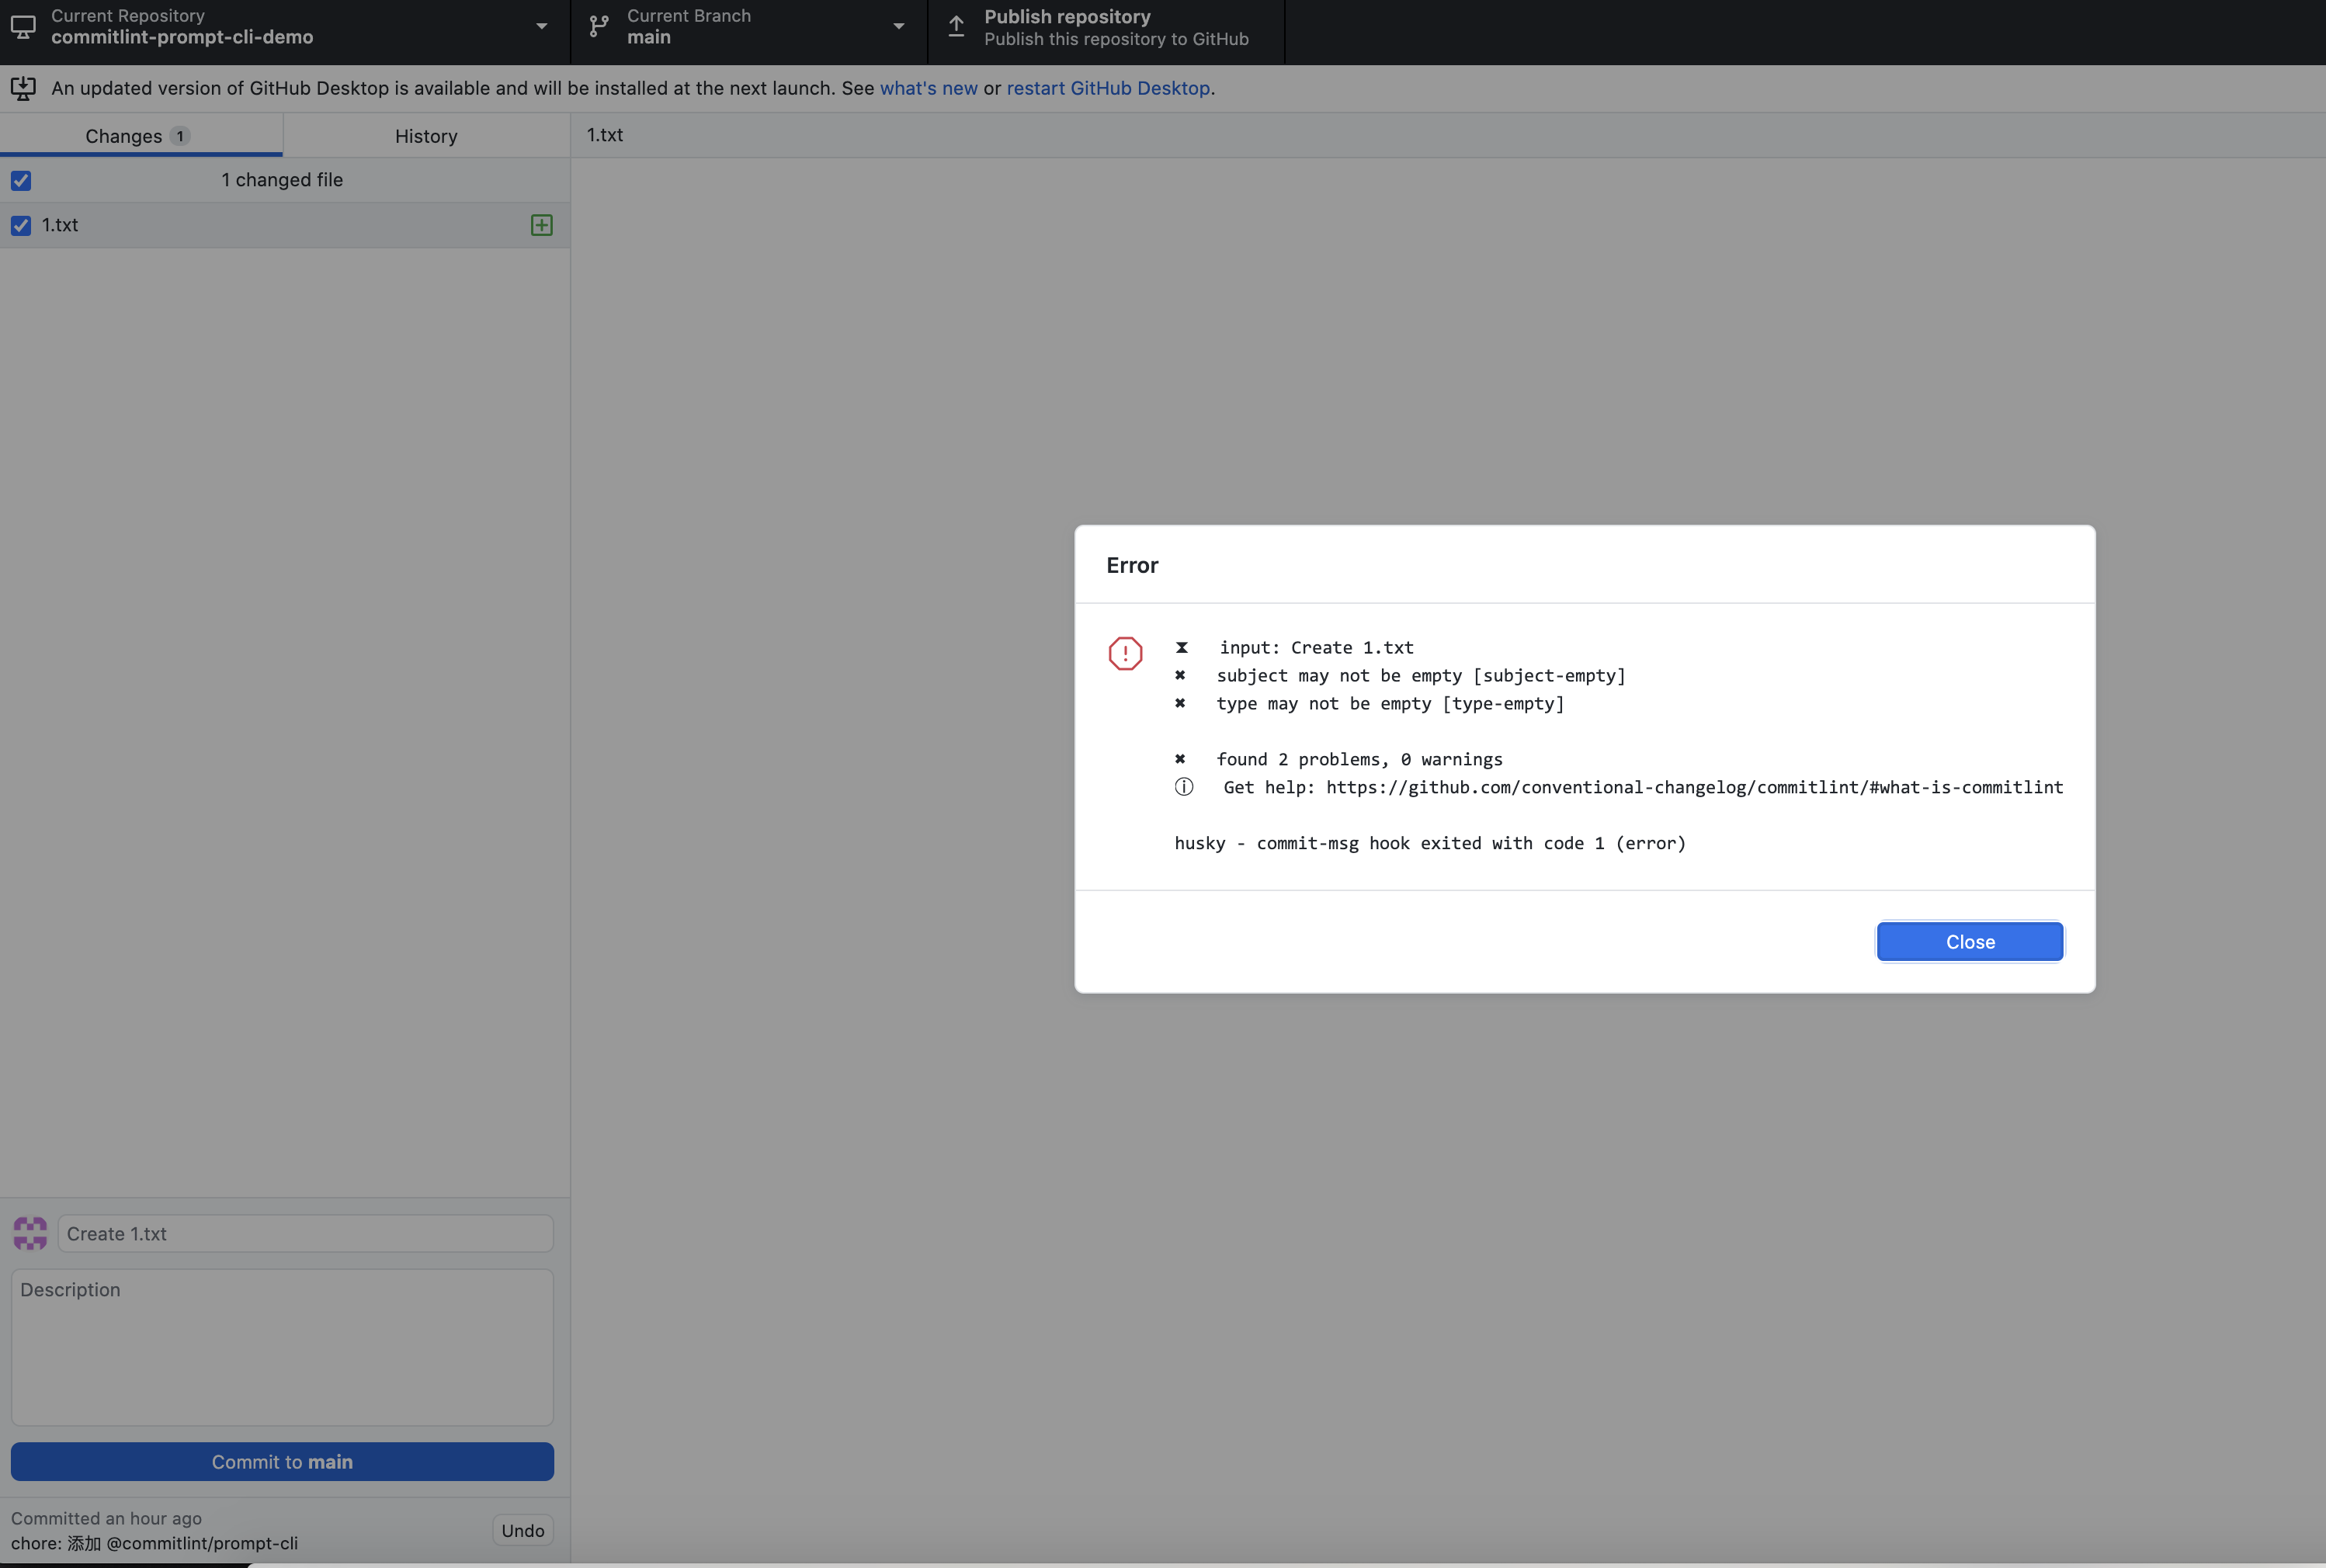 Current Repository
commitlint-prompt-cli-demo
Current Branch
main
Publish repository
Publish this repository to GitHub
An updated version of GitHub Desktop is available and will be installed at the next launch. See what's new or restart GitHub Desktop.
Changes 1
History
1.txt
1 changed file
1.txt
Error
⧗ input: Create 1.txt
✖ subject may not be empty [subject-empty]
✖ type may not be empty [type-empty]
✖ found 2 problems, 0 warnings
ⓘ Get help: https://github.com/conventional-changelog/commitlint/#what-is-commitlint
husky - commit-msg hook exited with code 1 (error)
Close
Create 1.txt
Description
Commit to main
Committed an hour ago
chore: 添加 @commitlint/prompt-cli
Undo